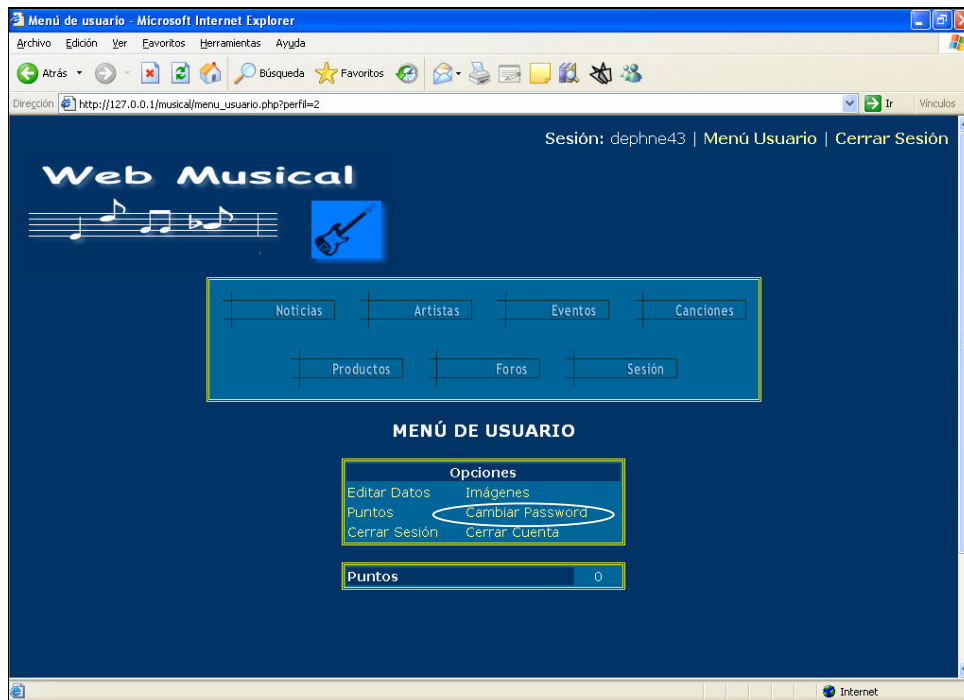 Menú de usuario - Microsoft Internet Explorer
Archivo Edición Ver Favoritos Herramientas Ayuda
Atrás Búsqueda Favoritos
Dirección http://127.0.0.1/musical/menu_usuario.php?perfil=2 Ir Vínculos
Sesión: dephne43 | Menú Usuario | Cerrar Sesión
Web Musical
Noticias Artistas Eventos Canciones
Productos Foros Sesión
MENÚ DE USUARIO
Opciones
Editar Datos Imágenes
Puntos Cambiar Password
Cerrar Sesión Cerrar Cuenta
Puntos 0
Internet